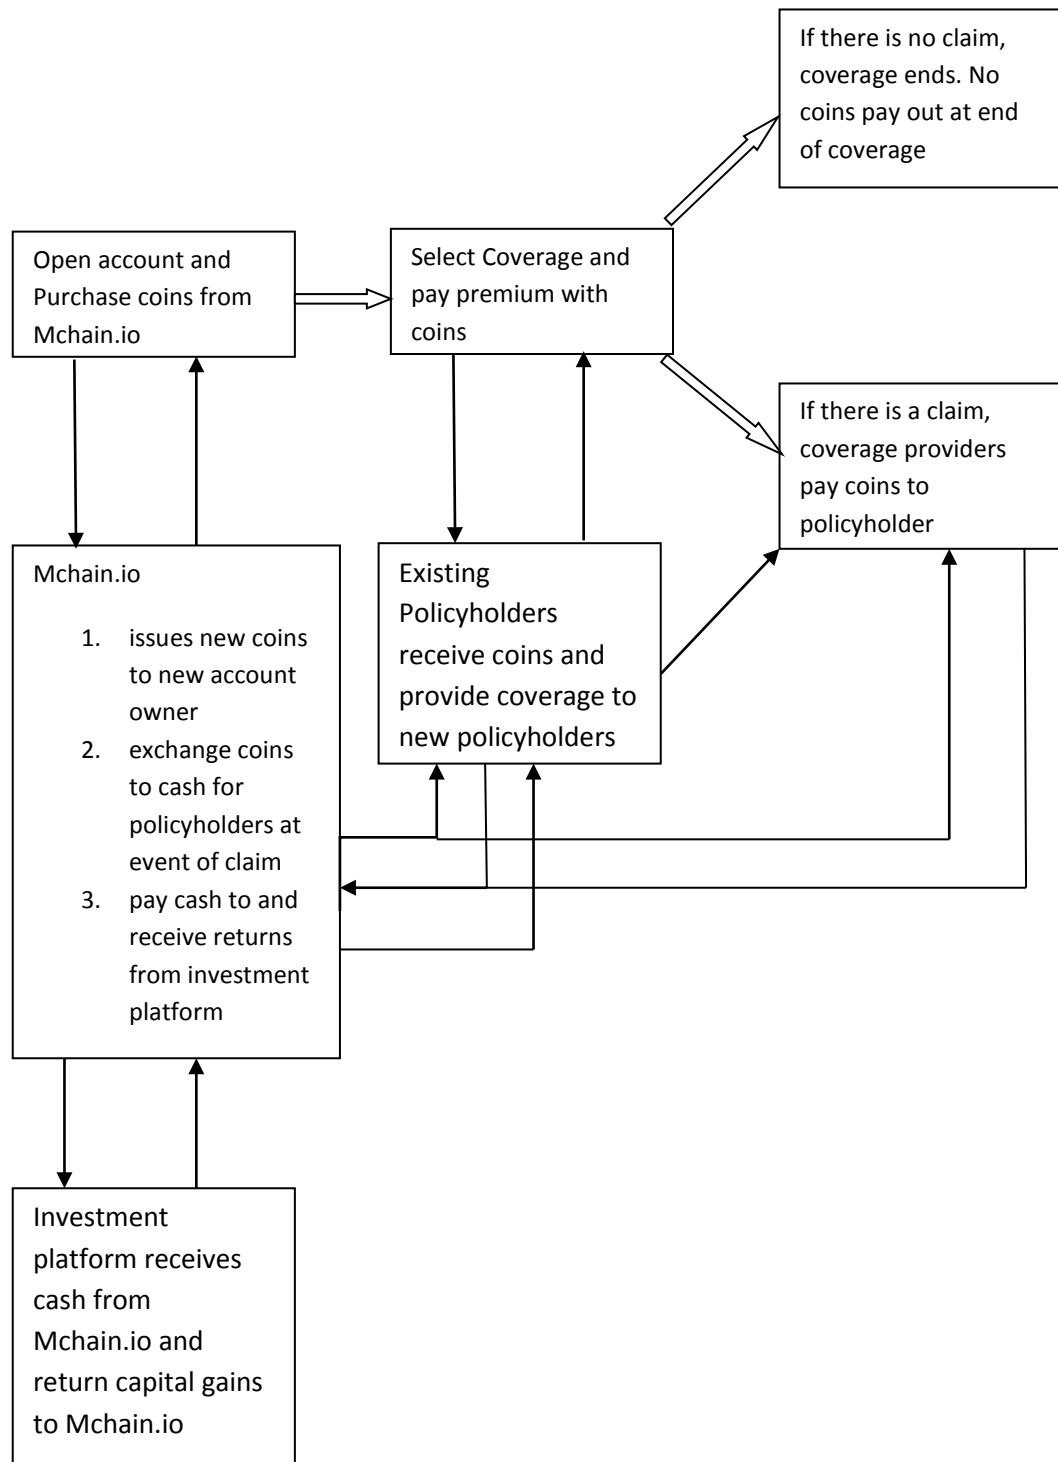 If there is no claim,
coverage ends. No
coins pay out at end
of coverage
Open account and
Purchase coins from
Mchain.io
Select Coverage and
pay premium with
coins
If there is a claim,
coverage providers
pay coins to
policyholder
Mchain.io
1. issues new coins
to new account
owner
2. exchange coins
to cash for
policyholders at
event of claim
3. pay cash to and
receive returns
from investment
platform
Existing
Policyholders
receive coins and
provide coverage to
new policyholders
Investment
platform receives
cash from
Mchain.io and
return capital gains
to Mchain.io